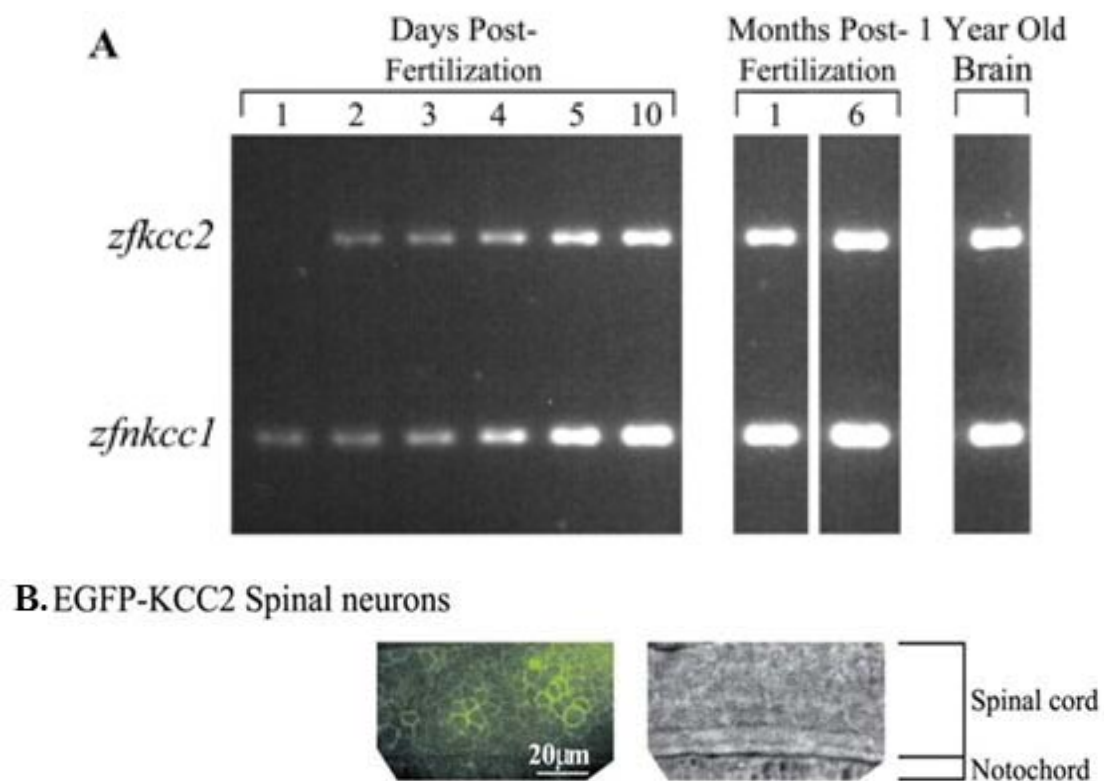 A
Days Post-
Fertilization
Months Post-
Fertilization
1 Year Old
Brain
1 2 3 4 5 10
1 6
zfkcc2
zfnkcc1
B. EGFP-KCC2 Spinal neurons
20μm
Spinal cord
Notochord